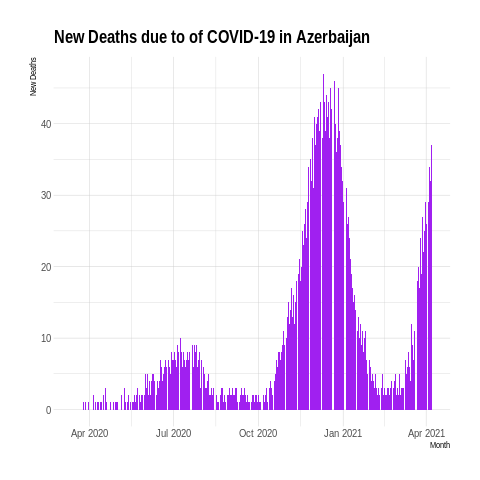 New Deaths due to of COVID-19 in Azerbaijan
New Deaths
40
30
20
10
0
Apr 2020 Jul 2020 Oct 2020 Jan 2021 Apr 2021
Month